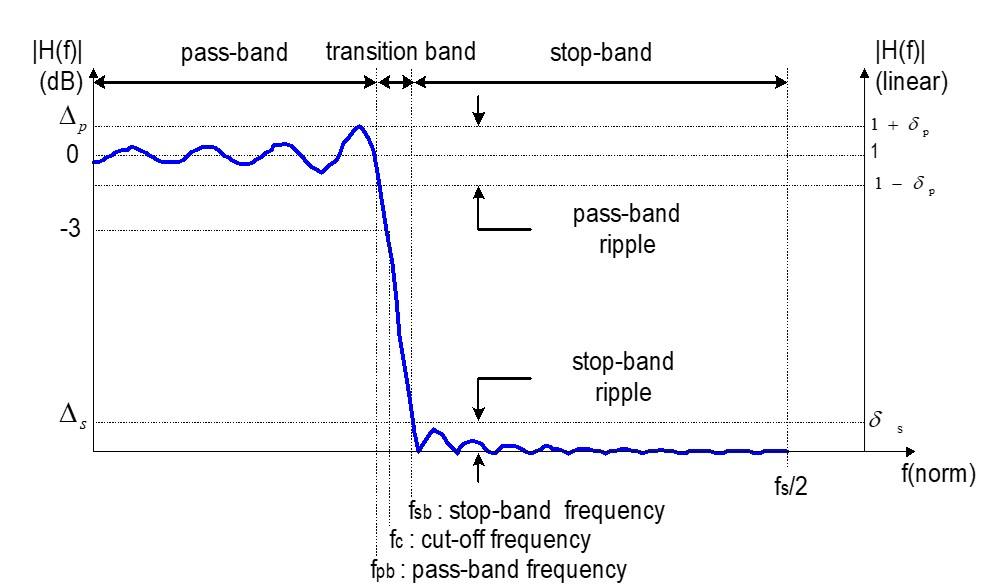 |H(f)|
(dB)
pass-band
transition band
stop-band
|H(f)|
(linear)
Δp
0
-3
Δs
1 + δp
1
1 − δp
δs
pass-band
ripple
stop-band
ripple
f(norm)
fs/2
fsb : stop-band frequency
fc : cut-off frequency
fpb : pass-band frequency